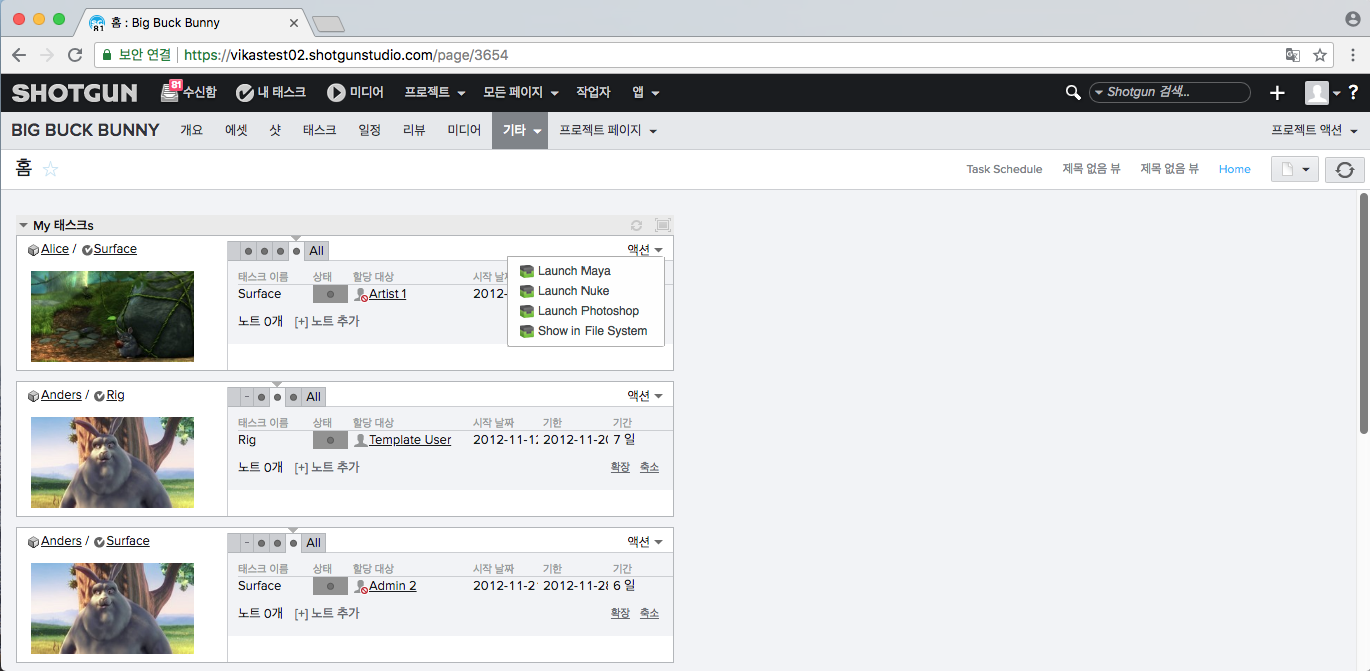 81 홈 : Big Buck Bunny
보안 연결 https://vikastest02.shotgunstudio.com/page/3654
SHOTGUN 81 수신함 내 태스크 미디어 프로젝트 모든 페이지 작업자 앱 Shotgun 검색... + ?
BIG BUCK BUNNY 개요 에셋 샷 태스크 일정 리뷰 미디어 기타 프로젝트 페이지 프로젝트 액션
홈 Task Schedule 제목 없음 뷰 제목 없음 뷰 Home
My 태스크s
Alice / Surface All 액션
Launch Maya
Launch Nuke
Launch Photoshop
Show in File System
태스크 이름 상태 할당 대상 시작 날짜
Surface Artist 1 2012-
노트 0개 [+] 노트 추가
Anders / Rig - All 액션
태스크 이름 상태 할당 대상 시작 날짜 기한 기간
Rig Template User 2012-11-12 2012-11-20 7 일
노트 0개 [+] 노트 추가 확장 축소
Anders / Surface - All 액션
태스크 이름 상태 할당 대상 시작 날짜 기한 기간
Surface Admin 2 2012-11-2 2012-11-28 6 일
노트 0개 [+] 노트 추가 확장 축소